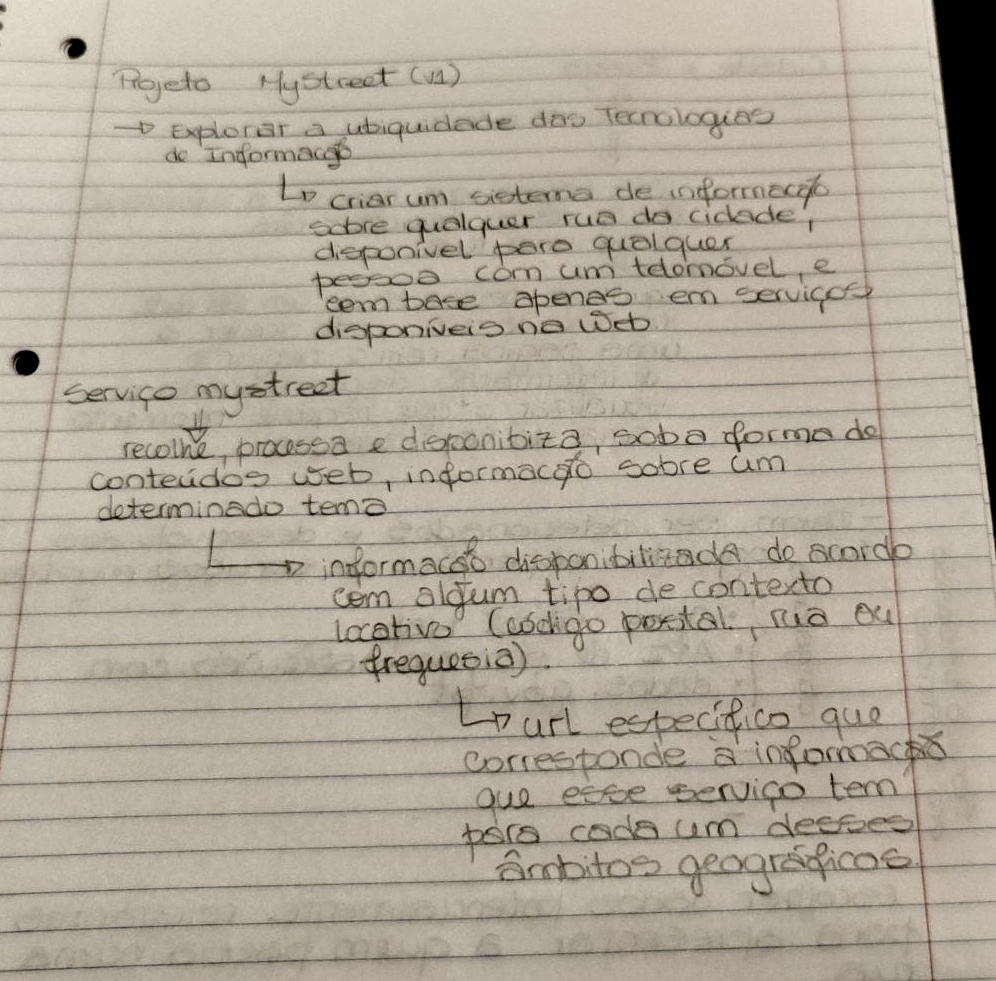 Projeto MyStreet (v1)
→ Explorar a ubiquidade das Tecnologias
de Informação
↳ criar um sistema de informação
sobre qualquer rua da cidade,
disponível para qualquer
pessoa com um telemóvel, e
com base apenas em serviços
disponíveis na Web
Serviço mystreet
⇓
recolhe, processa e disponibiza, sob a forma de
conteúdos web, informação sobre um
determinado tema
↳ informação disponibilizada de acordo
com algum tipo de contexto
locativo (código postal, rua ou
freguesia).
↳ url específico que
corresponde à informação
que esse serviço tem
para cada um desses
âmbitos geográficos.